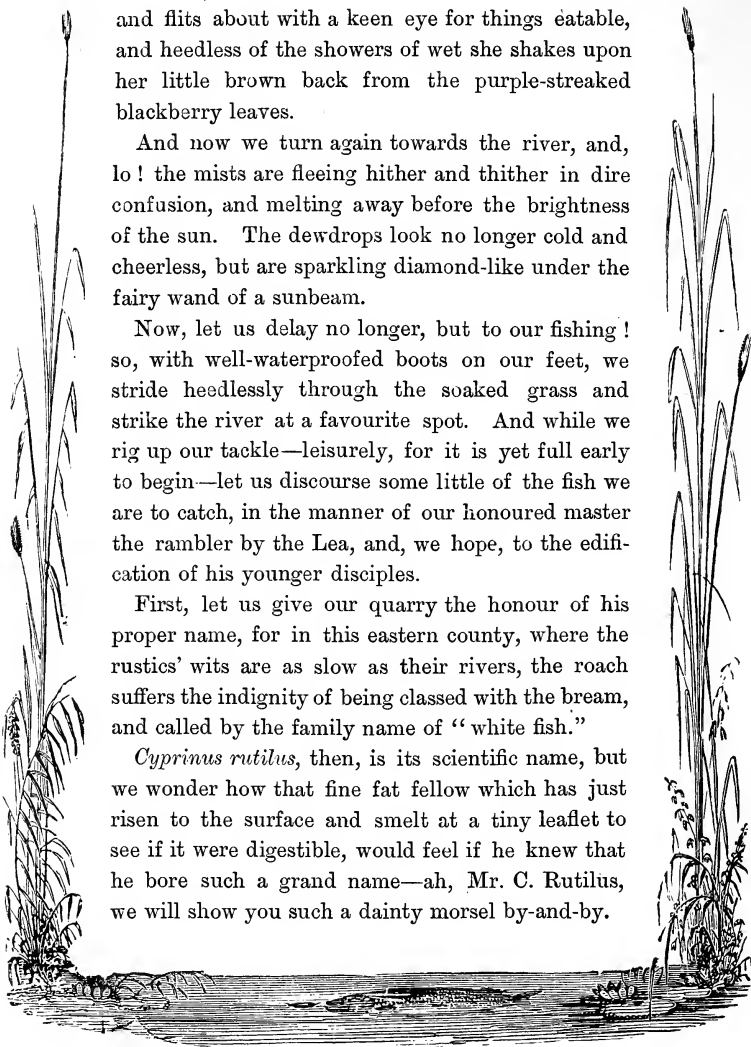 and flits about with a keen eye for things eatable,
and heedless of the showers of wet she shakes upon
her little brown back from the purple-streaked
blackberry leaves.
And now we turn again towards the river, and,
lo ! the mists are fleeing hither and thither in dire
confusion, and melting away before the brightness
of the sun. The dewdrops look no longer cold and
cheerless, but are sparkling diamond-like under the
fairy wand of a sunbeam.
Now, let us delay no longer, but to our fishing !
so, with well-waterproofed boots on our feet, we
stride heedlessly through the soaked grass and
strike the river at a favourite spot. And while we
rig up our tackle—leisurely, for it is yet full early
to begin—let us discourse some little of the fish we
are to catch, in the manner of our honoured master
the rambler by the Lea, and, we hope, to the edifi-
cation of his younger disciples.
First, let us give our quarry the honour of his
proper name, for in this eastern county, where the
rustics’ wits are as slow as their rivers, the roach
suffers the indignity of being classed with the bream,
and called by the family name of “ white fish.”
Cyprinus rutilus, then, is its scientific name, but
we wonder how that fine fat fellow which has just
risen to the surface and smelt at a tiny leaflet to
see if it were digestible, would feel if he knew that
he bore such a grand name—ah, Mr. C. Rutilus,
we will show you such a dainty morsel by-and-by.